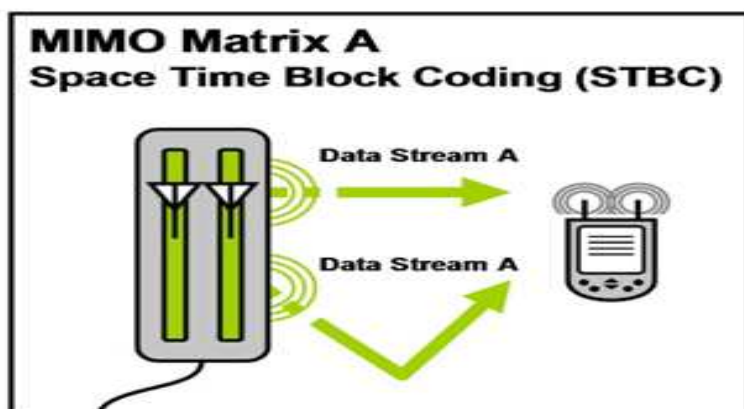 MIMO Matrix A
Space Time Block Coding (STBC)
Data Stream A
Data Stream A